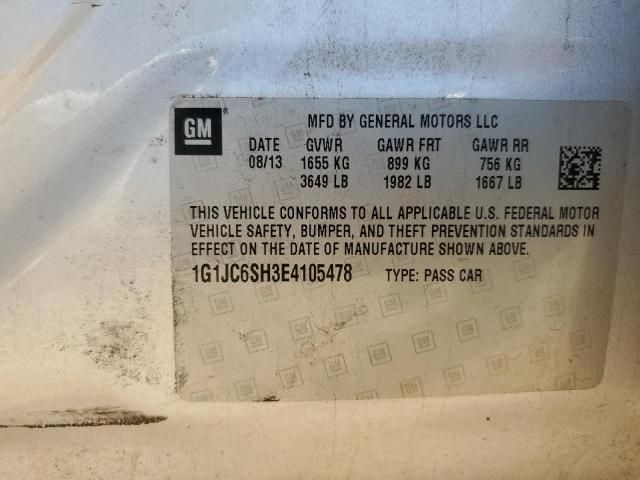 GM ®
MFD BY GENERAL MOTORS LLC
DATE GVWR GAWR FRT GAWR RR
08/13 1655 KG 899 KG 756 KG
3649 LB 1982 LB 1667 LB
THIS VEHICLE CONFORMS TO ALL APPLICABLE U.S. FEDERAL MOTOR
VEHICLE SAFETY, BUMPER, AND THEFT PREVENTION STANDARDS IN
EFFECT ON THE DATE OF MANUFACTURE SHOWN ABOVE.
1G1JC6SH3E4105478 TYPE: PASS CAR